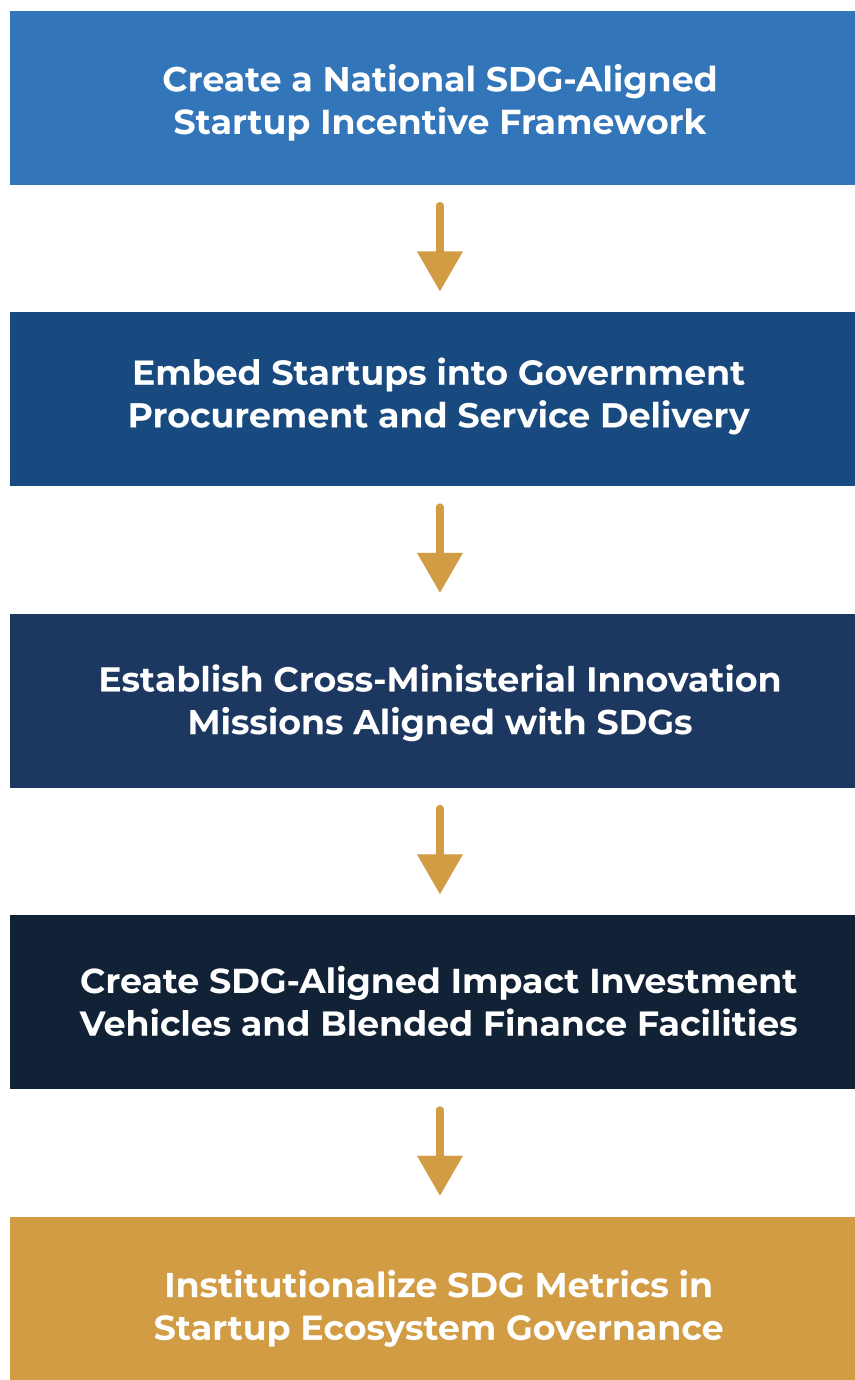 Create a National SDG-Aligned
Startup Incentive Framework
Embed Startups into Government
Procurement and Service Delivery
Establish Cross-Ministerial Innovation
Missions Aligned with SDGs
Create SDG-Aligned Impact Investment
Vehicles and Blended Finance Facilities
Institutionalize SDG Metrics in
Startup Ecosystem Governance